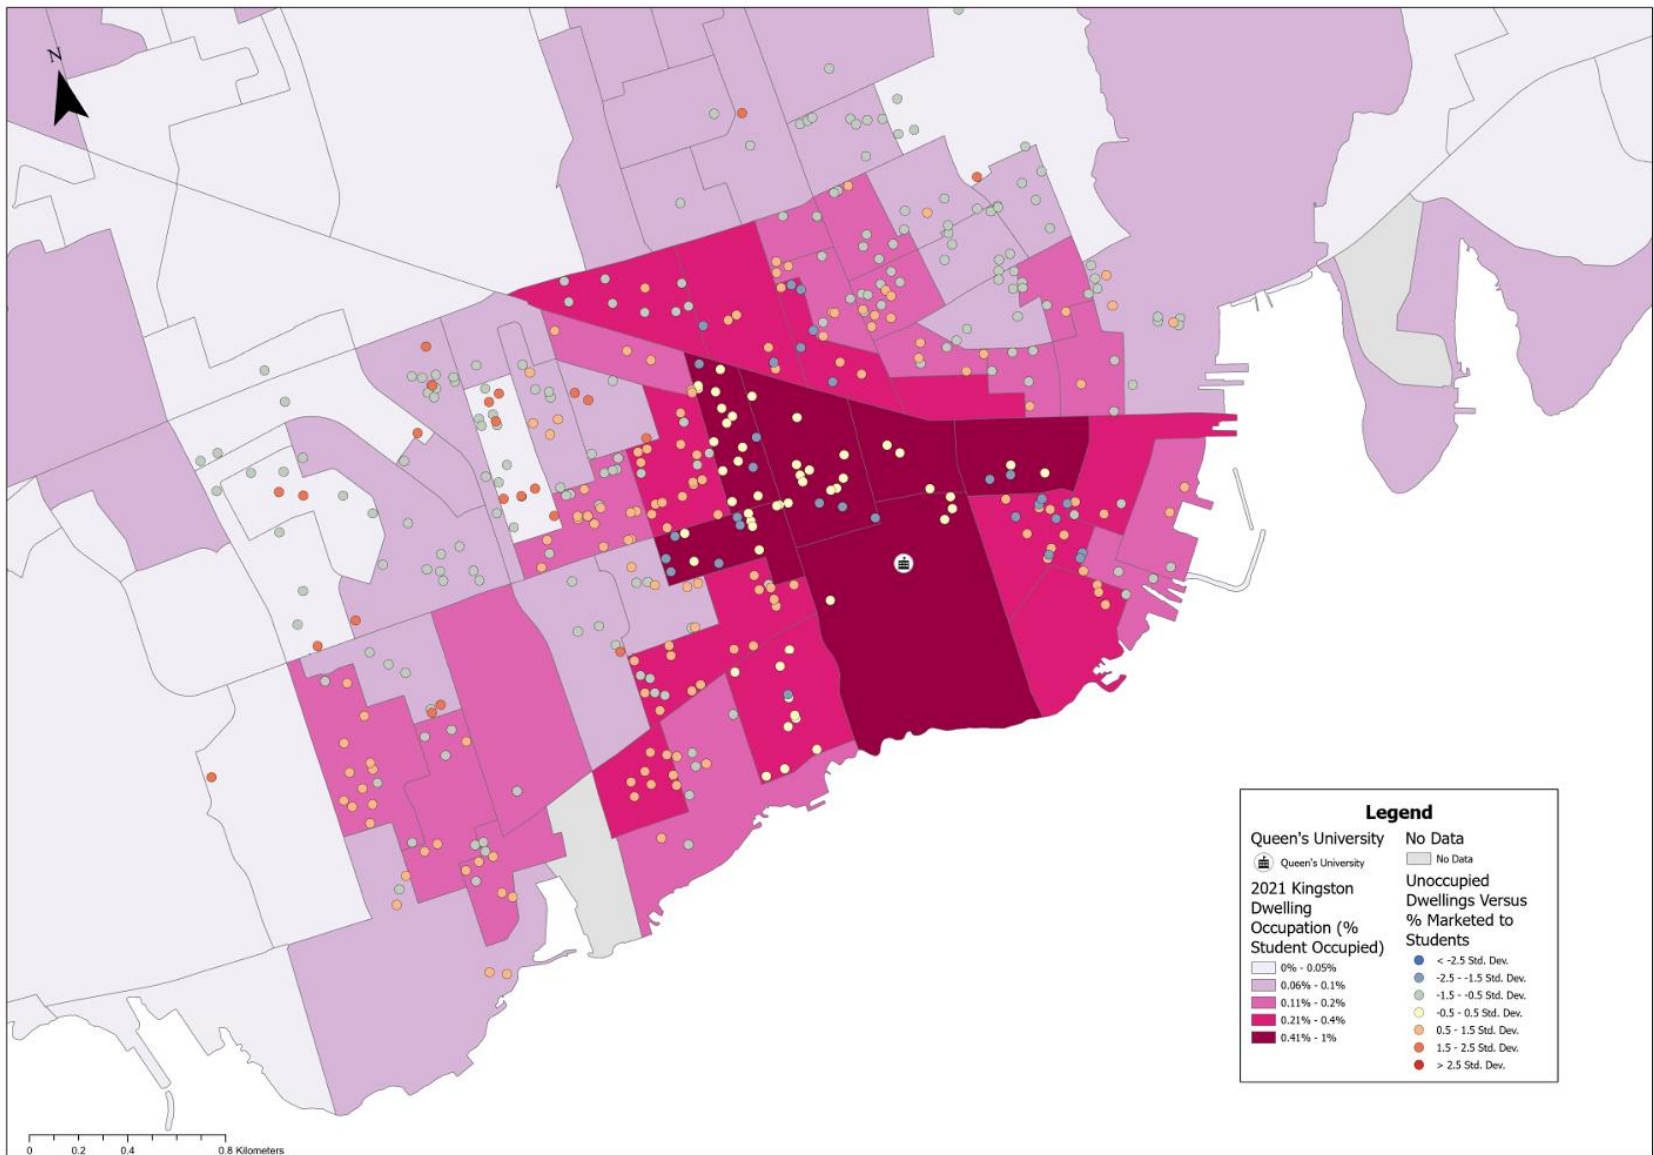 N
Legend
Queen's University
Queen's University
2021 Kingston
Dwelling
Occupation (%
Student Occupied)
0% - 0.05%
0.06% - 0.1%
0.11% - 0.2%
0.21% - 0.4%
0.41% - 1%
No Data
No Data
Unoccupied
Dwellings Versus
% Marketed to
Students
< -2.5 Std. Dev.
-2.5 - -1.5 Std. Dev.
-1.5 - -0.5 Std. Dev.
-0.5 - 0.5 Std. Dev.
0.5 - 1.5 Std. Dev.
1.5 - 2.5 Std. Dev.
> 2.5 Std. Dev.
0 0.2 0.4 0.8 Kilometers